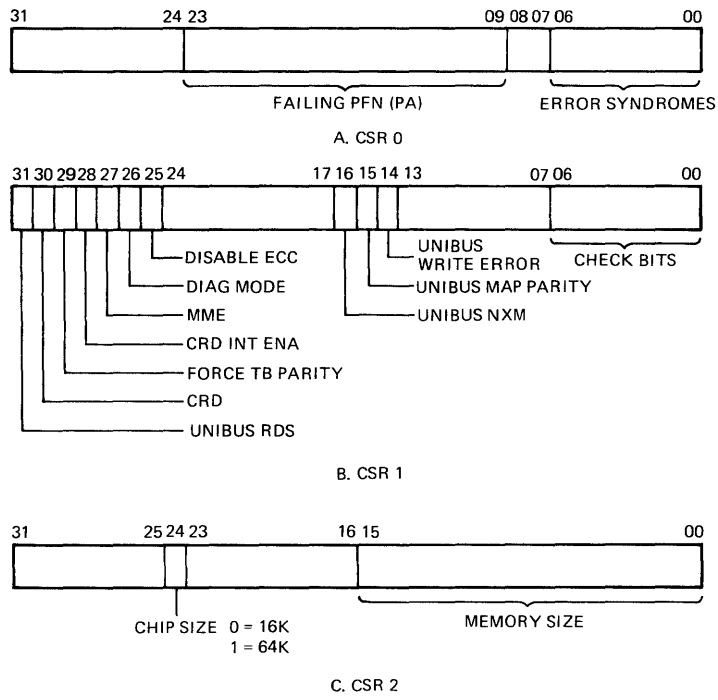 31 24 23 09 08 07 06 00
FAILING PFN (PA) ERROR SYNDROMES
A. CSR 0
31 30 29 28 27 26 25 24 17 16 15 14 13 07 06 00
DISABLE ECC
DIAG MODE
MME
CRD INT ENA
FORCE TB PARITY
CRD
UNIBUS RDS
UNIBUS
WRITE ERROR
UNIBUS MAP PARITY
UNIBUS NXM
CHECK BITS
B. CSR 1
31 25 24 23 16 15 00
CHIP SIZE 0 = 16K
1 = 64K
MEMORY SIZE
C. CSR 2